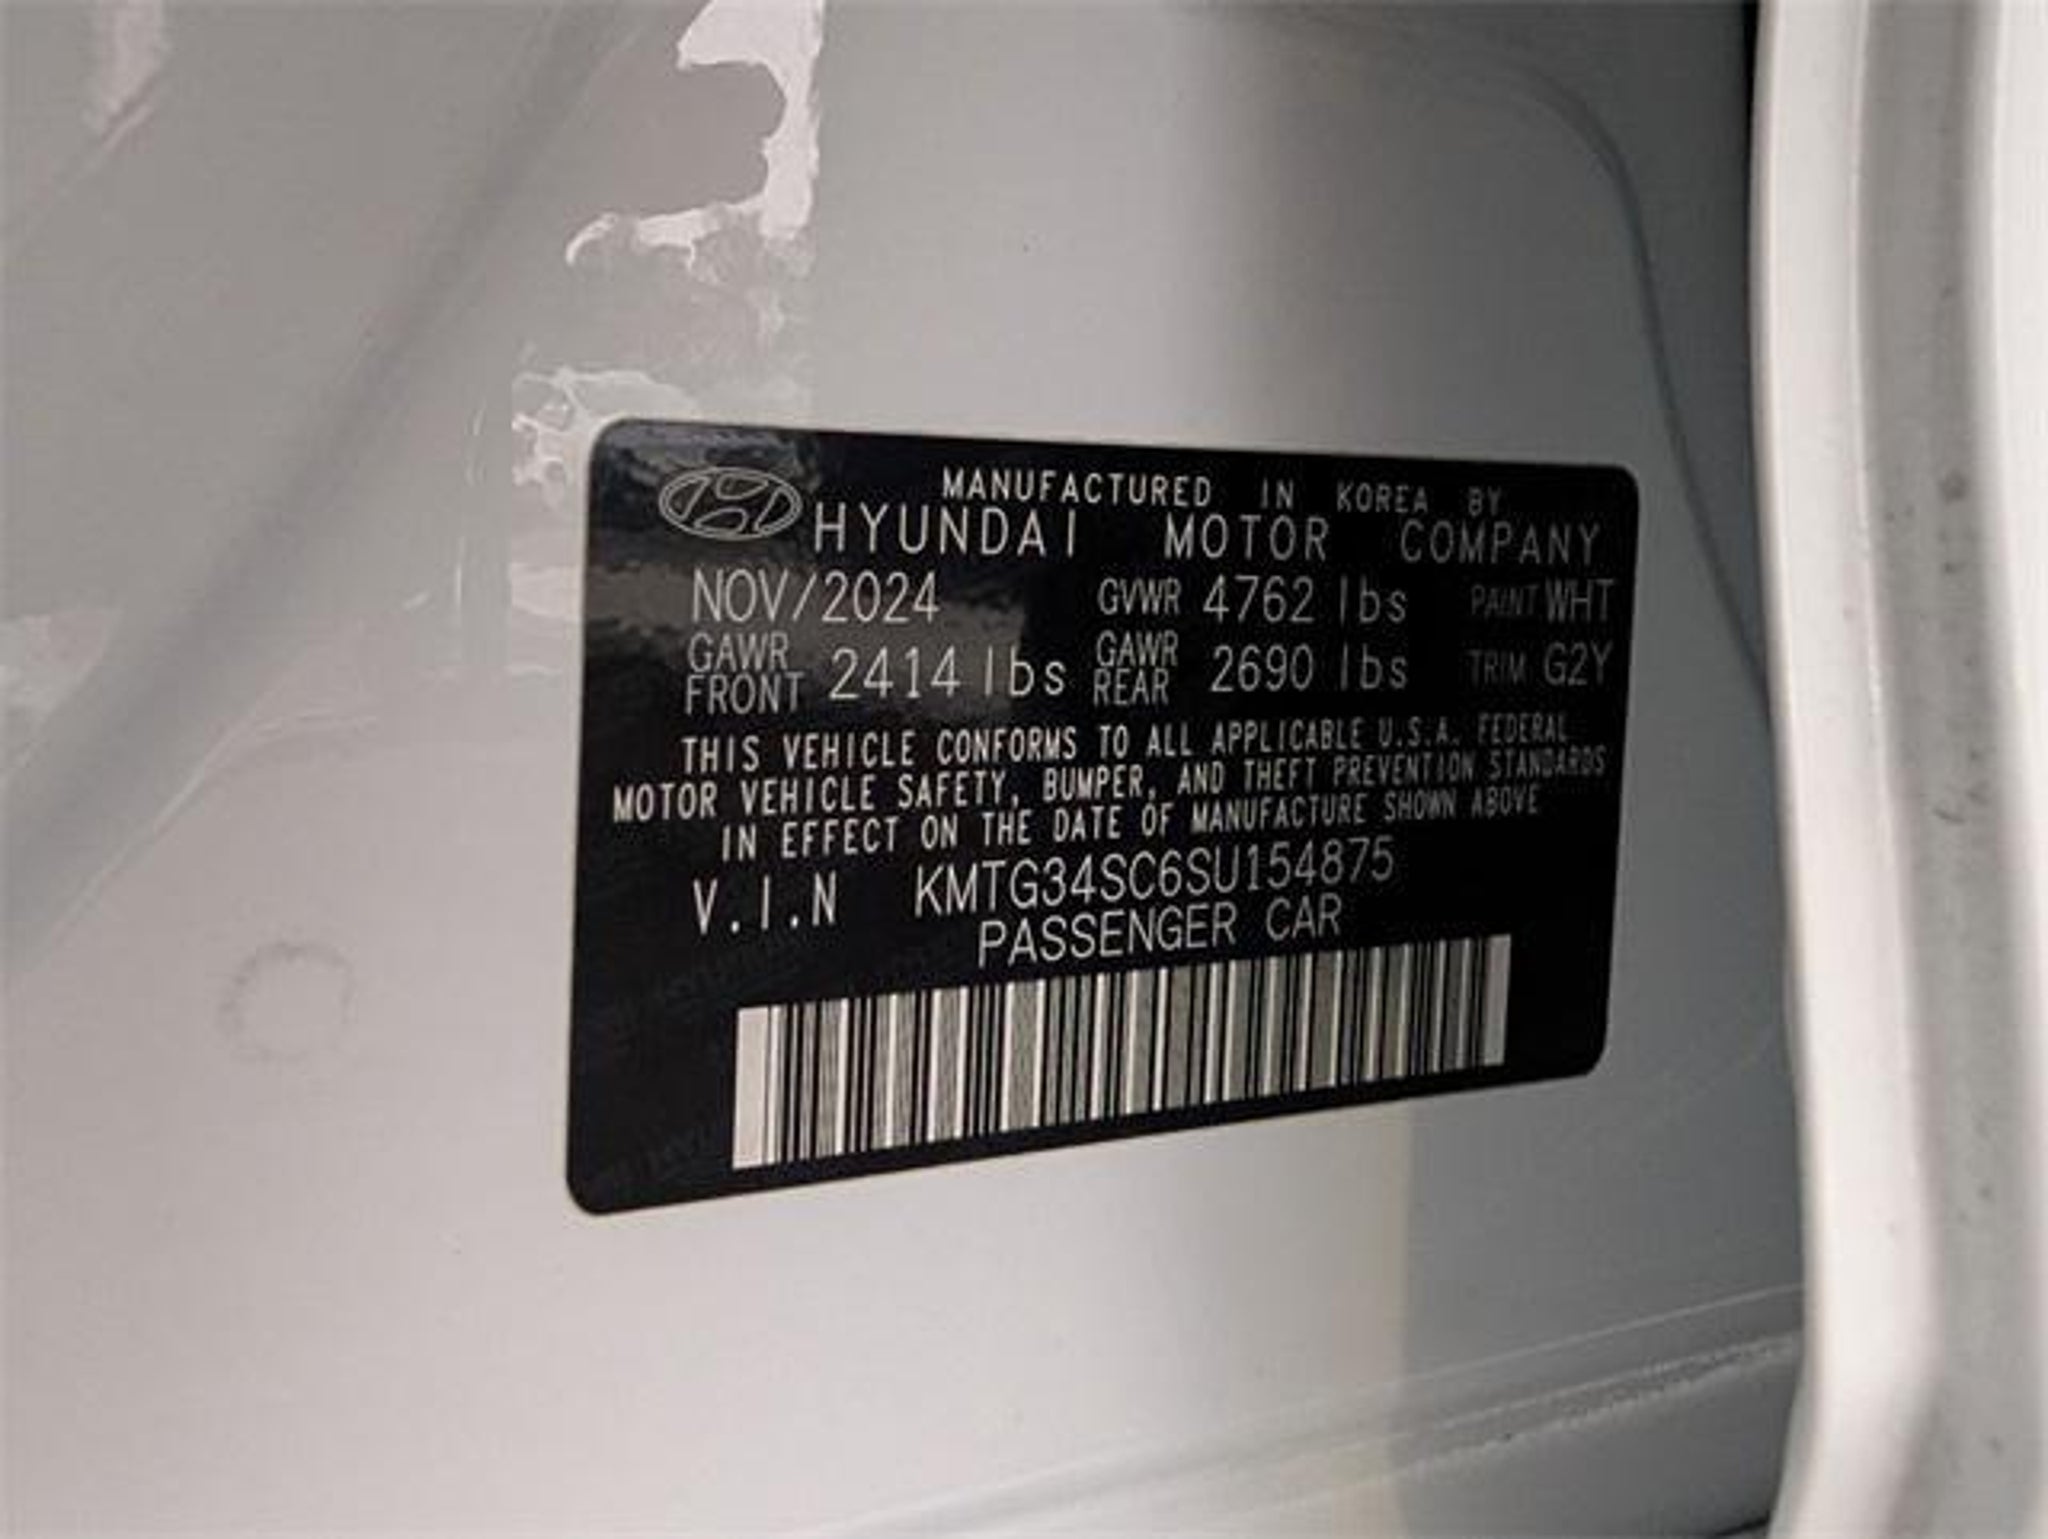 MANUFACTURED IN KOREA BY
HYUNDAI MOTOR COMPANY
NOV/2024 GVWR 4762 lbs PAINT WHT
GAWR FRONT 2414 lbs GAWR REAR 2690 lbs TRIM G2Y
THIS VEHICLE CONFORMS TO ALL APPLICABLE U.S.A. FEDERAL
MOTOR VEHICLE SAFETY, BUMPER, AND THEFT PREVENTION STANDARDS
IN EFFECT ON THE DATE OF MANUFACTURE SHOWN ABOVE
V.I.N KMTG34SC6SU154875
PASSENGER CAR